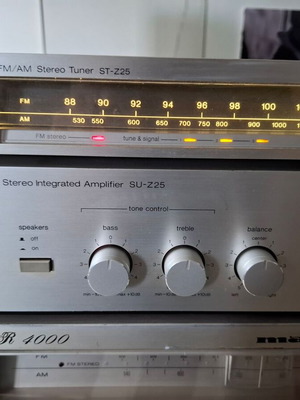 FM/AM Stereo Tuner ST-Z25
FM 88 90 92 94 96 98 100
AM 530 550 600 650 700 750 800 900 1000
FM stereo tune & signal
Stereo Integrated Amplifier SU-Z25
tone control
speakers bass treble balance
off
on
R 4000
FM
FM-STEREO
AM